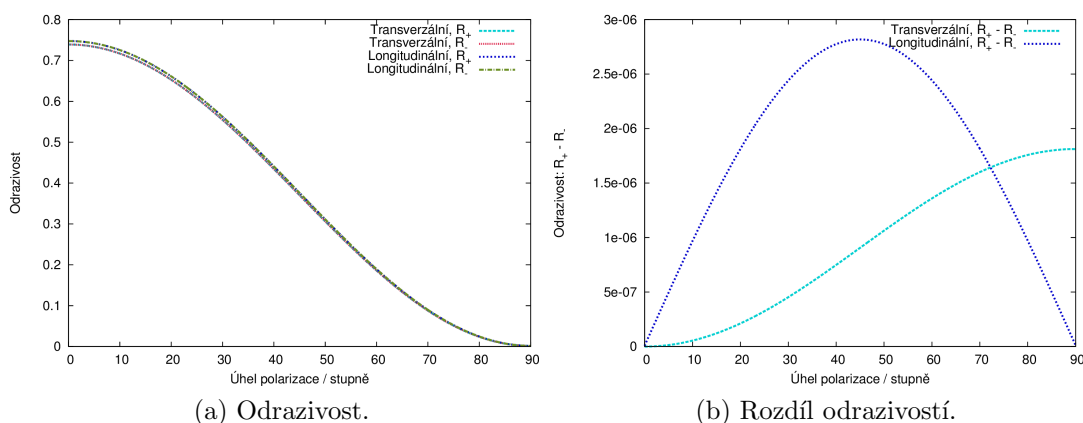 0.8
0.7
0.6
0.5
0.4
0.3
0.2
0.1
0
Odrazivost
Transverzální, R+
Transverzální, R-
Longitudinální, R+
Longitudinální, R-
0 10 20 30 40 50 60 70 80 90
Úhel polarizace / stupně
(a) Odrazivost.
3e-06
2.5e-06
2e-06
1.5e-06
1e-06
5e-07
0
Odrazivost: R+ - R-
Transverzální, R+ - R-
Longitudinální, R+ - R-
0 10 20 30 40 50 60 70 80 90
Úhel polarizace / stupně
(b) Rozdíl odrazivostí.